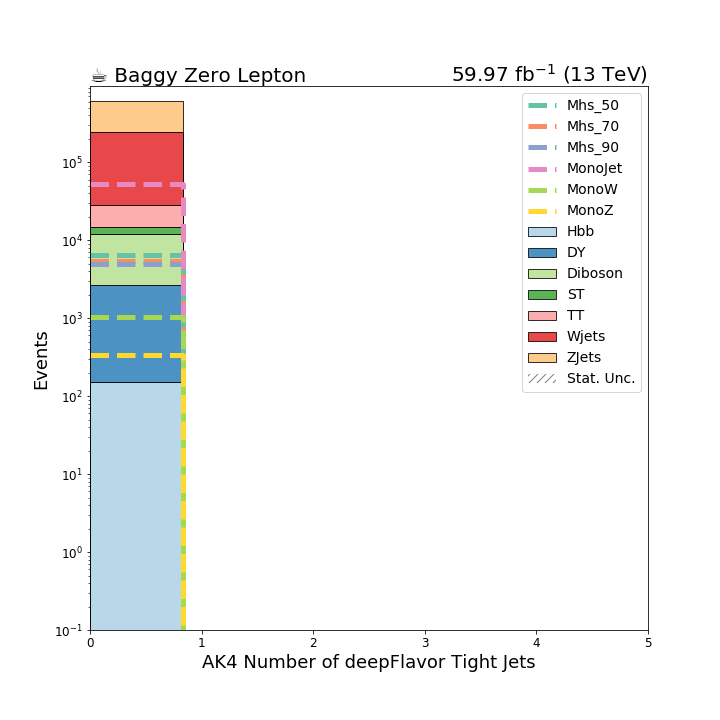 ☕ Baggy Zero Lepton
59.97 fb⁻¹ (13 TeV)
Mhs_50
Mhs_70
Mhs_90
MonoJet
MonoW
MonoZ
Hbb
DY
Diboson
ST
TT
Wjets
ZJets
Stat. Unc.
Events
10⁵
10⁴
10³
10²
10¹
10⁰
10⁻¹
0 1 2 3 4 5
AK4 Number of deepFlavor Tight Jets